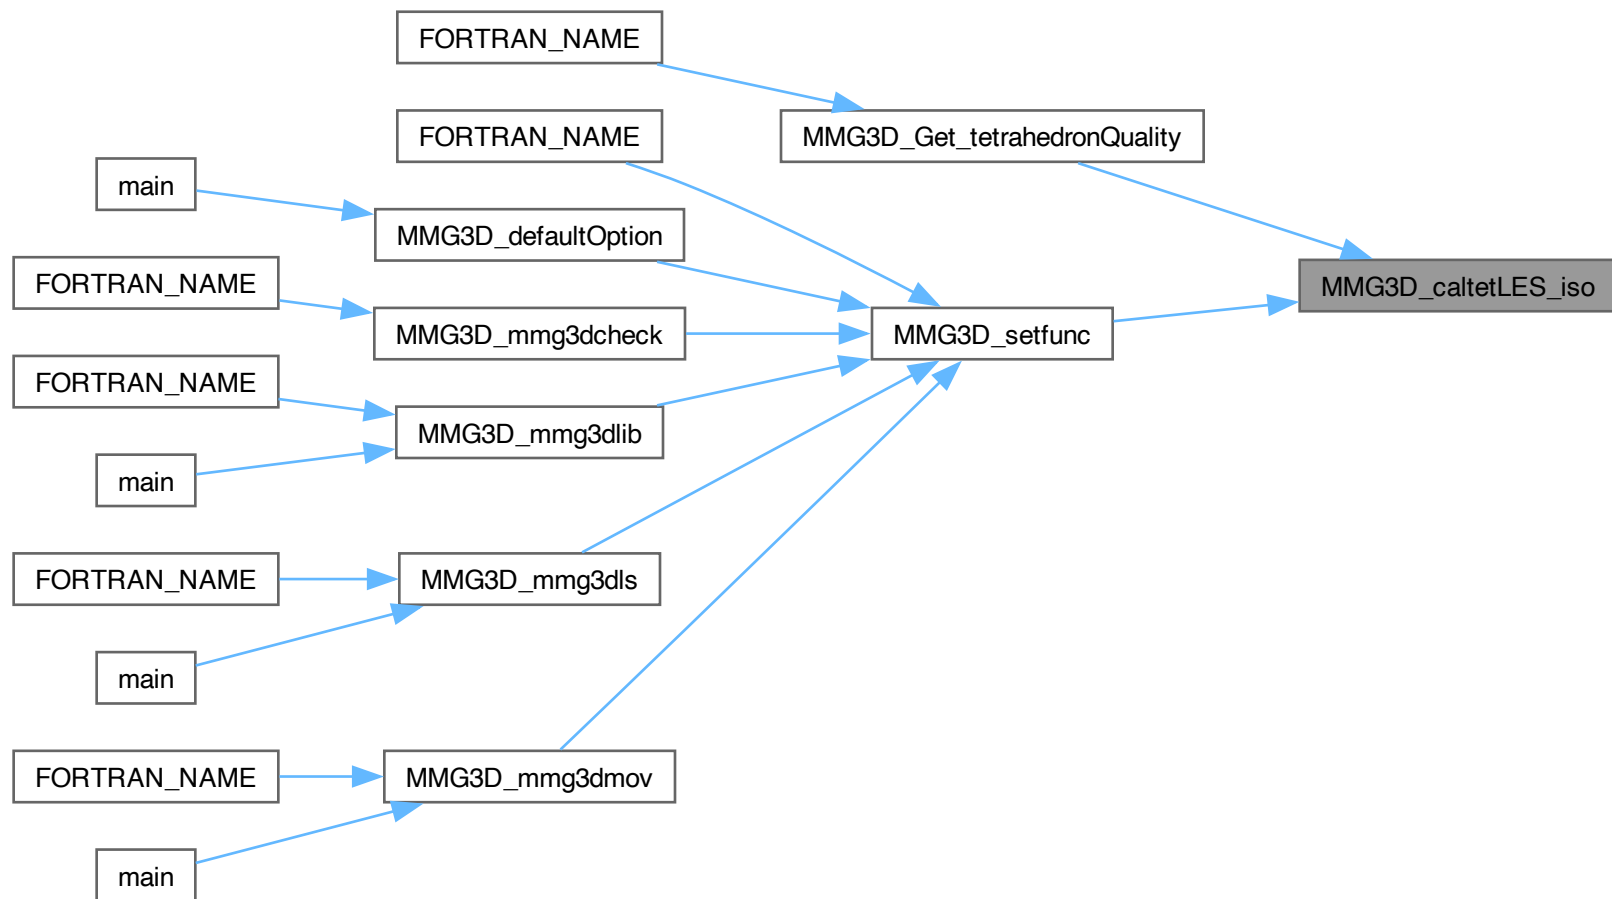 FORTRAN_NAME
FORTRAN_NAME
MMG3D_Get_tetrahedronQuality
main
MMG3D_defaultOption
FORTRAN_NAME
MMG3D_caltetLES_iso
MMG3D_mmg3dcheck
MMG3D_setfunc
FORTRAN_NAME
MMG3D_mmg3dlib
main
FORTRAN_NAME
MMG3D_mmg3dls
main
FORTRAN_NAME
MMG3D_mmg3dmov
main